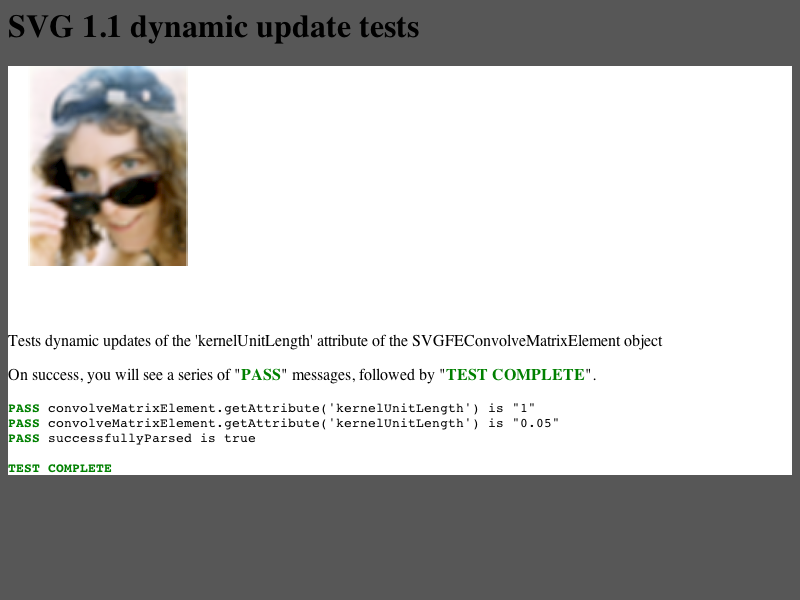 SVG 1.1 dynamic update tests
Tests dynamic updates of the 'kernelUnitLength' attribute of the SVGFEConvolveMatrixElement object
On success, you will see a series of "PASS" messages, followed by "TEST COMPLETE".
PASS convolveMatrixElement.getAttribute('kernelUnitLength') is "1"
PASS convolveMatrixElement.getAttribute('kernelUnitLength') is "0.05"
PASS successfullyParsed is true
TEST COMPLETE